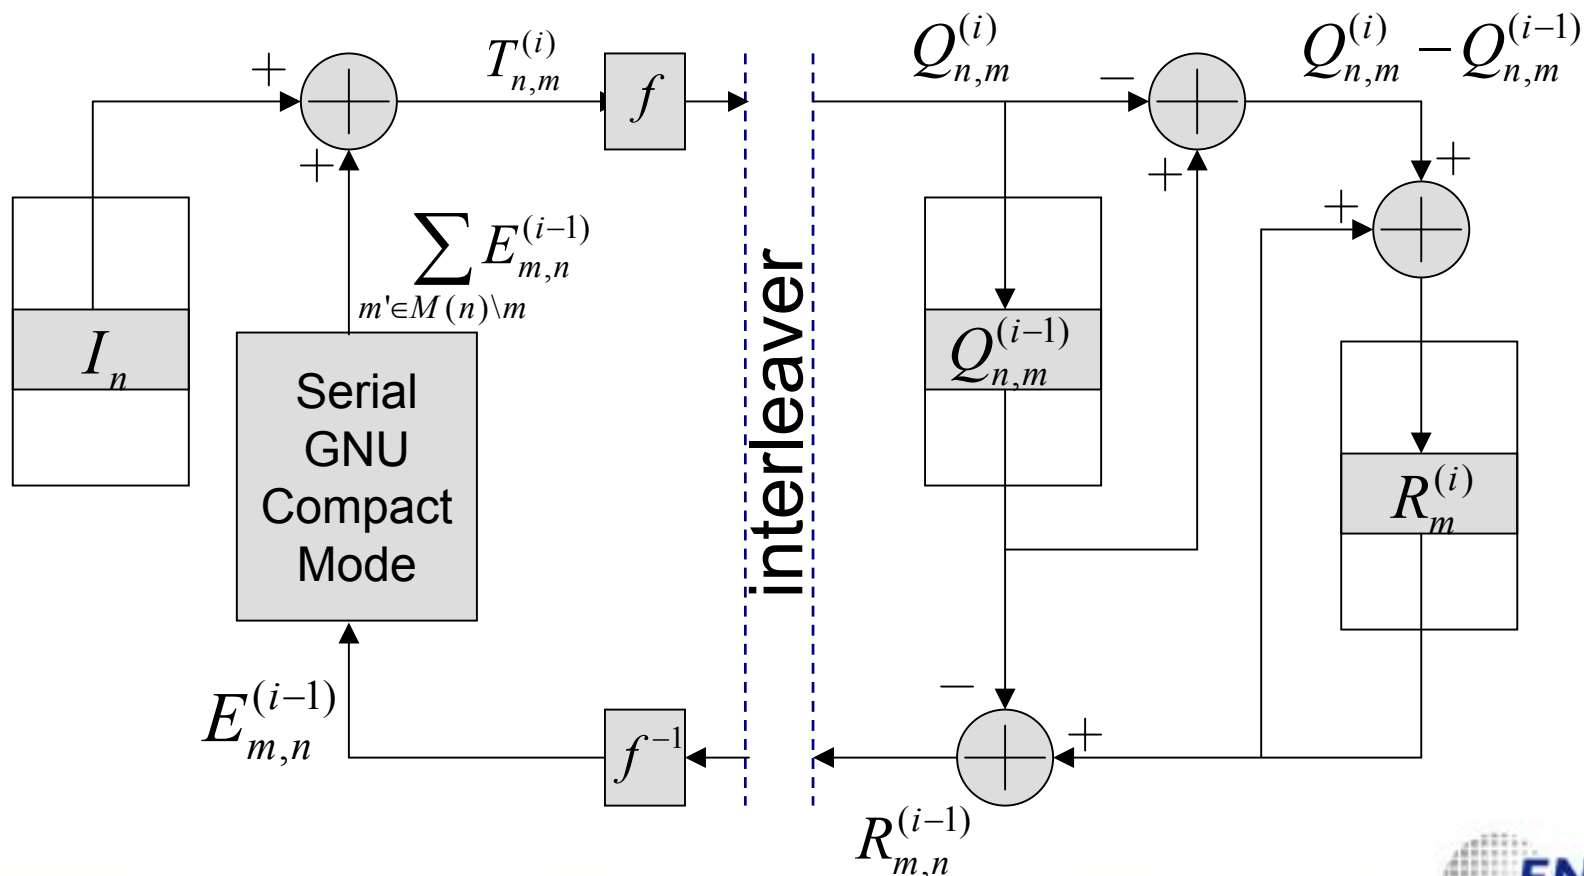 T_{n,m}^{(i)}
Q_{n,m}^{(i)}
Q_{n,m}^{(i)} − Q_{n,m}^{(i−1)}
+
f
−
+
+
+
+
∑ E_{m,n}^{(i−1)}
m'∈M(n)\m
I_n
Serial
GNU
Compact
Mode
interleaver
Q_{n,m}^{(i−1)}
R_m^{(i)}
E_{m,n}^{(i−1)}
f^{−1}
−
+
R_{m,n}^{(i−1)}